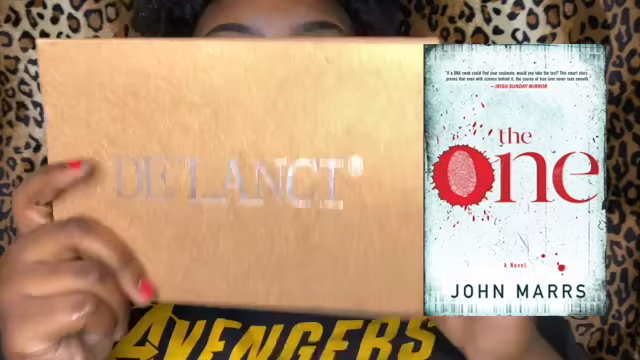 DE'LANCI®
"If a DNA swab could find your soulmate, would you take the test? This smart story
proves that even with science behind it, the course of true love never runs smooth."
—IRISH SUNDAY MIRROR
the
One
A Novel
JOHN MARRS
AVENGERS